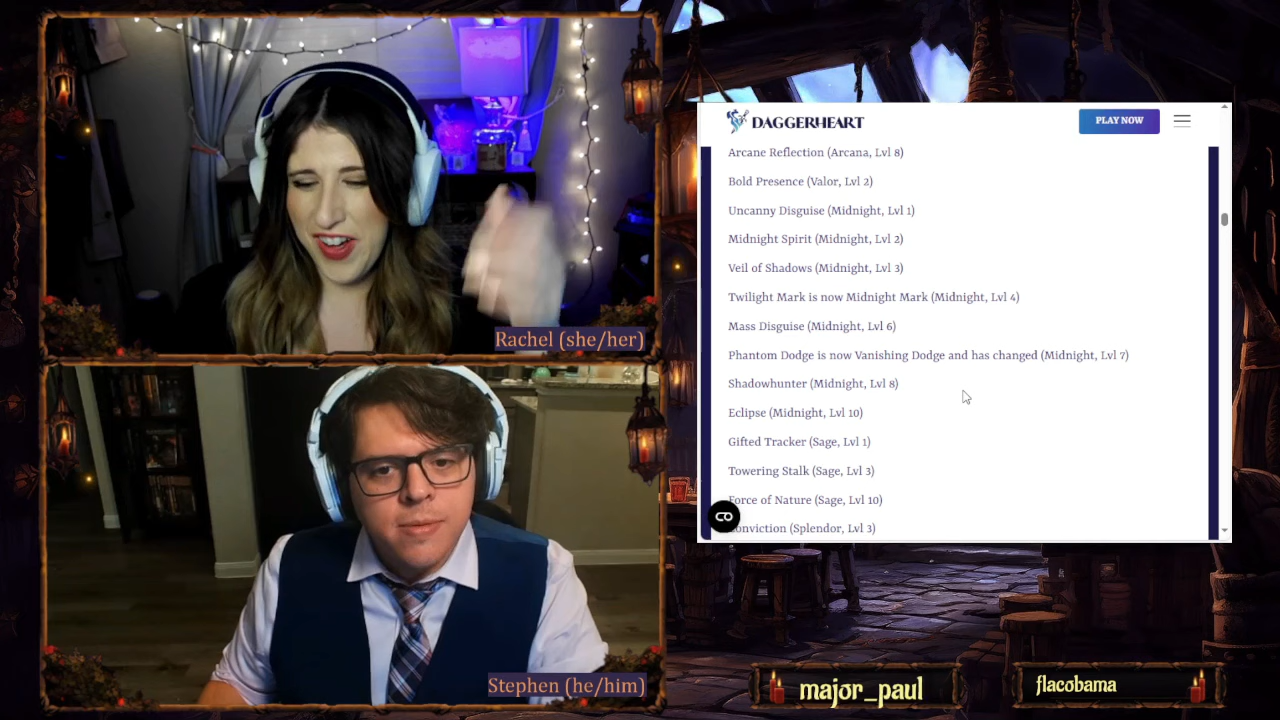 Rachel (she/her)
Stephen (he/him)
DAGGERHEART
PLAY NOW
Arcane Reflection (Arcana, Lvl 8)
Bold Presence (Valor, Lvl 2)
Uncanny Disguise (Midnight, Lvl 1)
Midnight Spirit (Midnight, Lvl 2)
Veil of Shadows (Midnight, Lvl 3)
Twilight Mark is now Midnight Mark (Midnight, Lvl 4)
Mass Disguise (Midnight, Lvl 6)
Phantom Dodge is now Vanishing Dodge and has changed (Midnight, Lvl 7)
Shadowhunter (Midnight, Lvl 8)
Eclipse (Midnight, Lvl 10)
Gifted Tracker (Sage, Lvl 1)
Towering Stalk (Sage, Lvl 3)
Force of Nature (Sage, Lvl 10)
Conviction (Splendor, Lvl 3)
major_paul
flacobama